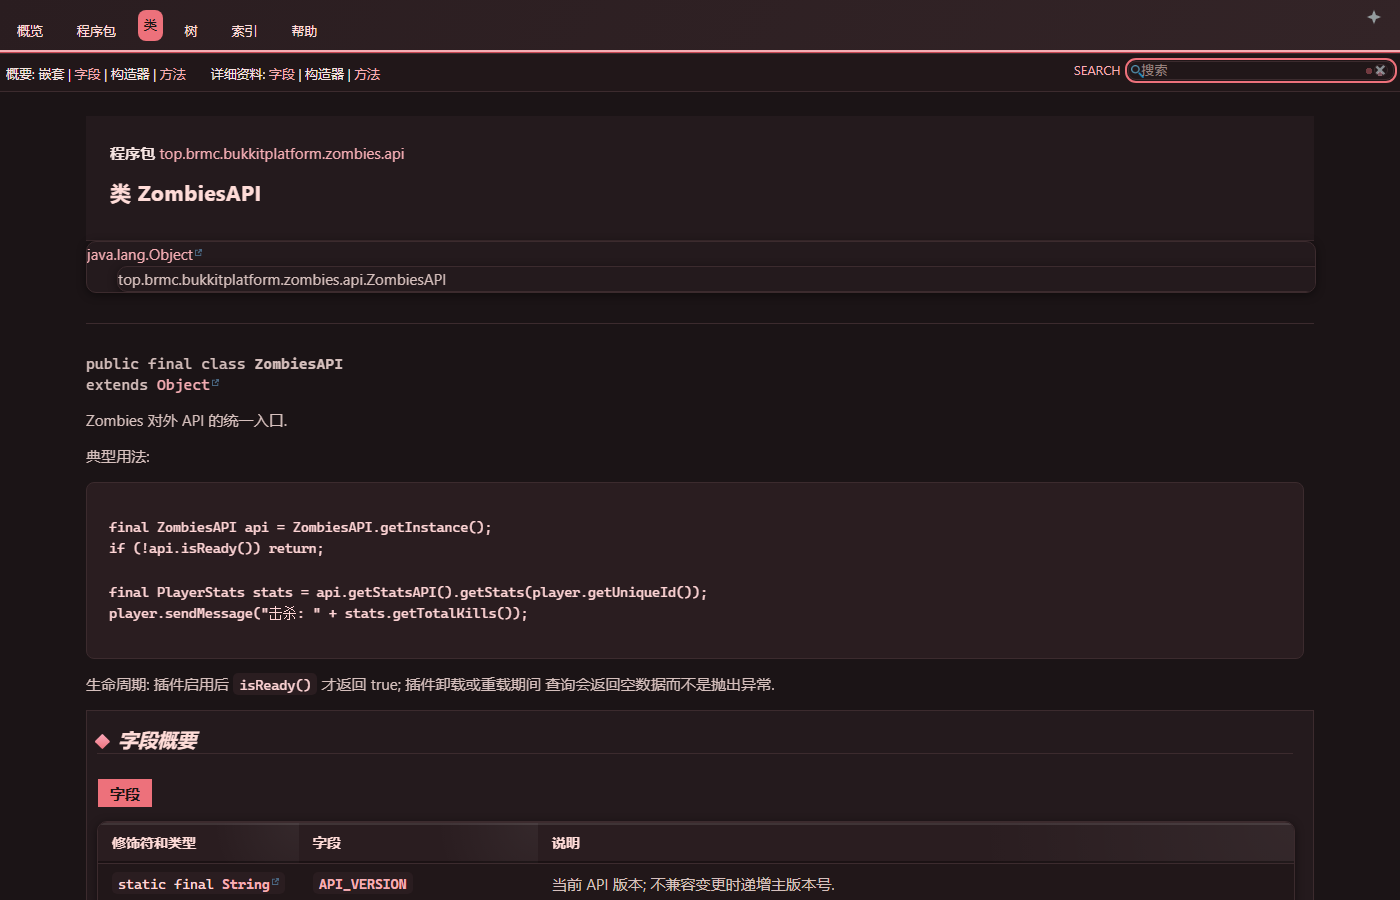 概览 程序包 类 树 索引 帮助
概要: 嵌套 | 字段 | 构造器 | 方法 详细资料: 字段 | 构造器 | 方法 SEARCH 搜索
程序包 top.brmc.bukkitplatform.zombies.api
类 ZombiesAPI
java.lang.Object
top.brmc.bukkitplatform.zombies.api.ZombiesAPI
public final class ZombiesAPI
extends Object
Zombies 对外 API 的统一入口.
典型用法:
final ZombiesAPI api = ZombiesAPI.getInstance();
if (!api.isReady()) return;
final PlayerStats stats = api.getStatsAPI().getStats(player.getUniqueId());
player.sendMessage("击杀: " + stats.getTotalKills());
生命周期: 插件启用后 isReady() 才返回 true; 插件卸载或重载期间 查询会返回空数据而不是抛出异常.
字段概要
字段
修饰符和类型 字段 说明
static final String API_VERSION 当前 API 版本; 不兼容变更时递增主版本号.